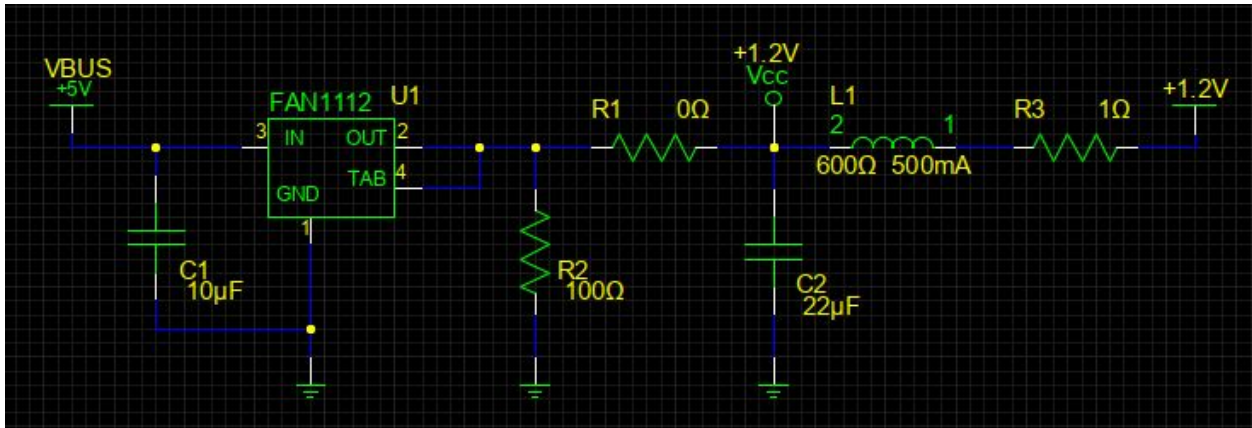 VBUS
+5V
FAN1112
U1
3
IN
OUT
2
TAB
4
GND
1
C1
10µF
R2
100Ω
R1
0Ω
+1.2V
Vcc
C2
22µF
L1
2
1
600Ω
500mA
R3
1Ω
+1.2V